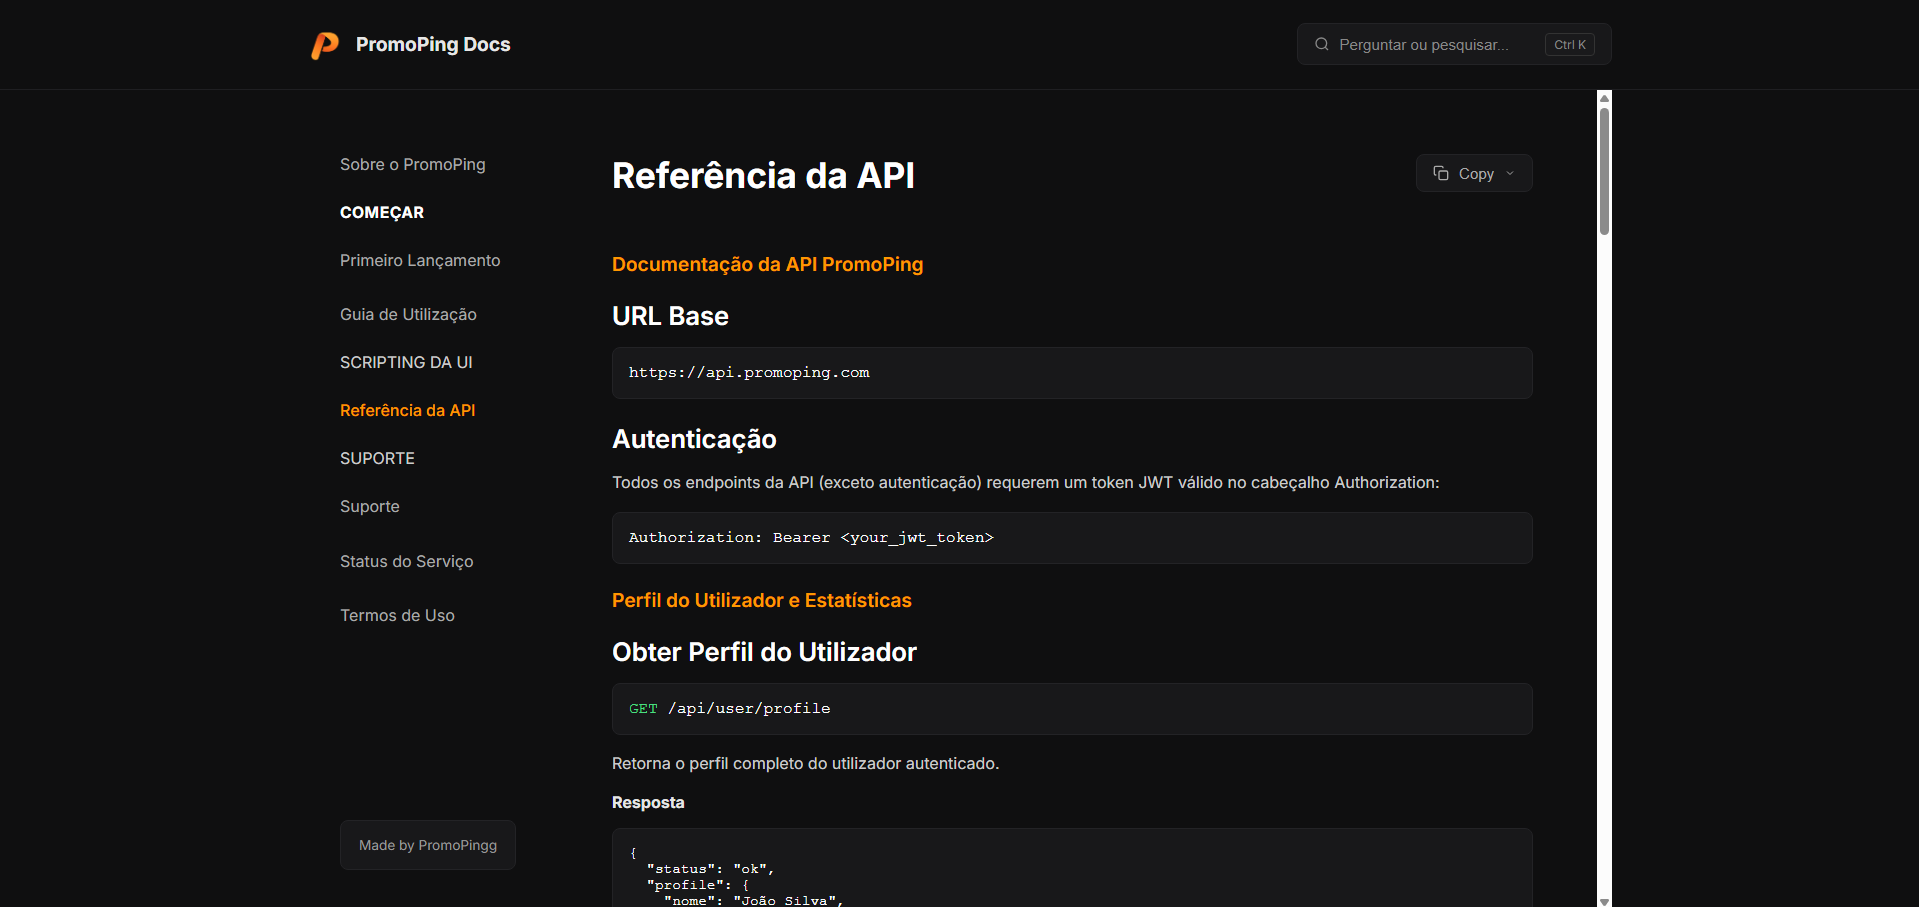 PromoPing Docs
Perguntar ou pesquisar...
Ctrl K
Sobre o PromoPing
COMEÇAR
Primeiro Lançamento
Guia de Utilização
SCRIPTING DA UI
Referência da API
SUPORTE
Suporte
Status do Serviço
Termos de Uso
Made by PromoPingg
Referência da API
Copy
Documentação da API PromoPing
URL Base
https://api.promoping.com
Autenticação
Todos os endpoints da API (exceto autenticação) requerem um token JWT válido no cabeçalho Authorization:
Authorization: Bearer <your_jwt_token>
Perfil do Utilizador e Estatísticas
Obter Perfil do Utilizador
GET /api/user/profile
Retorna o perfil completo do utilizador autenticado.
Resposta
{
"status": "ok",
"profile": {
"nome": "João Silva",